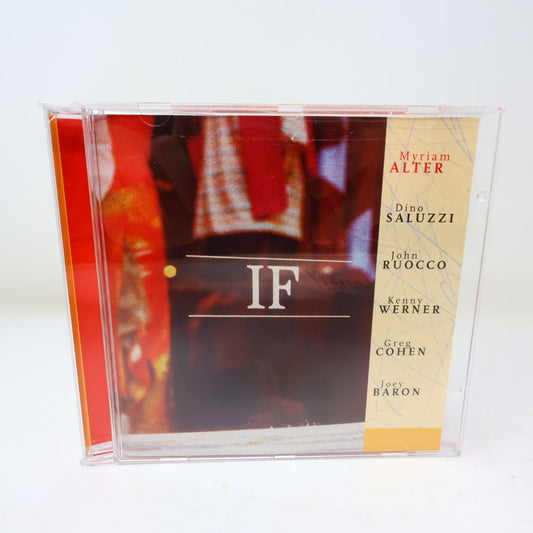 IF
Myriam
ALTER
Dino
SALUZZI
John
RUOCCO
Kenny
WERNER
Greg
COHEN
Joey
BARON